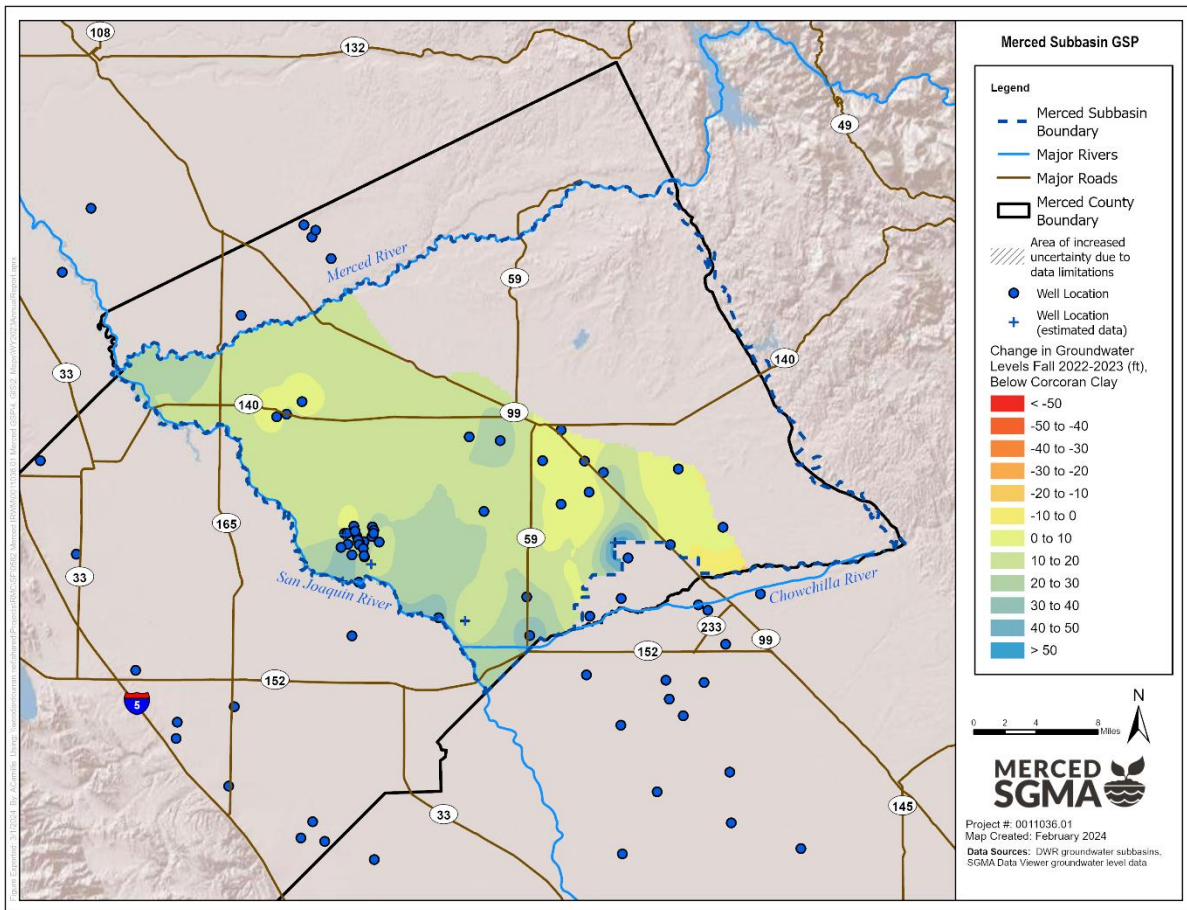 108
132
49
Merced River
59
140
33
140
99
165
59
33
San Joaquin River
Chowchilla River
233
99
152
152
5
33
145
Merced Subbasin GSP
Legend
Merced Subbasin
Boundary
Major Rivers
Major Roads
Merced County
Boundary
Area of increased
uncertainty due to
data limitations
Well Location
Well Location
(estimated data)
Change in Groundwater
Levels Fall 2022-2023 (ft),
Below Corcoran Clay
< -50
-50 to -40
-40 to -30
-30 to -20
-20 to -10
-10 to 0
0 to 10
10 to 20
20 to 30
30 to 40
40 to 50
> 50
N
0 2 4 8
Miles
MERCED
SGMA
Project #: 0011036.01
Map Created: February 2024
Data Sources: DWR groundwater subbasins,
SGMA Data Viewer groundwater level data